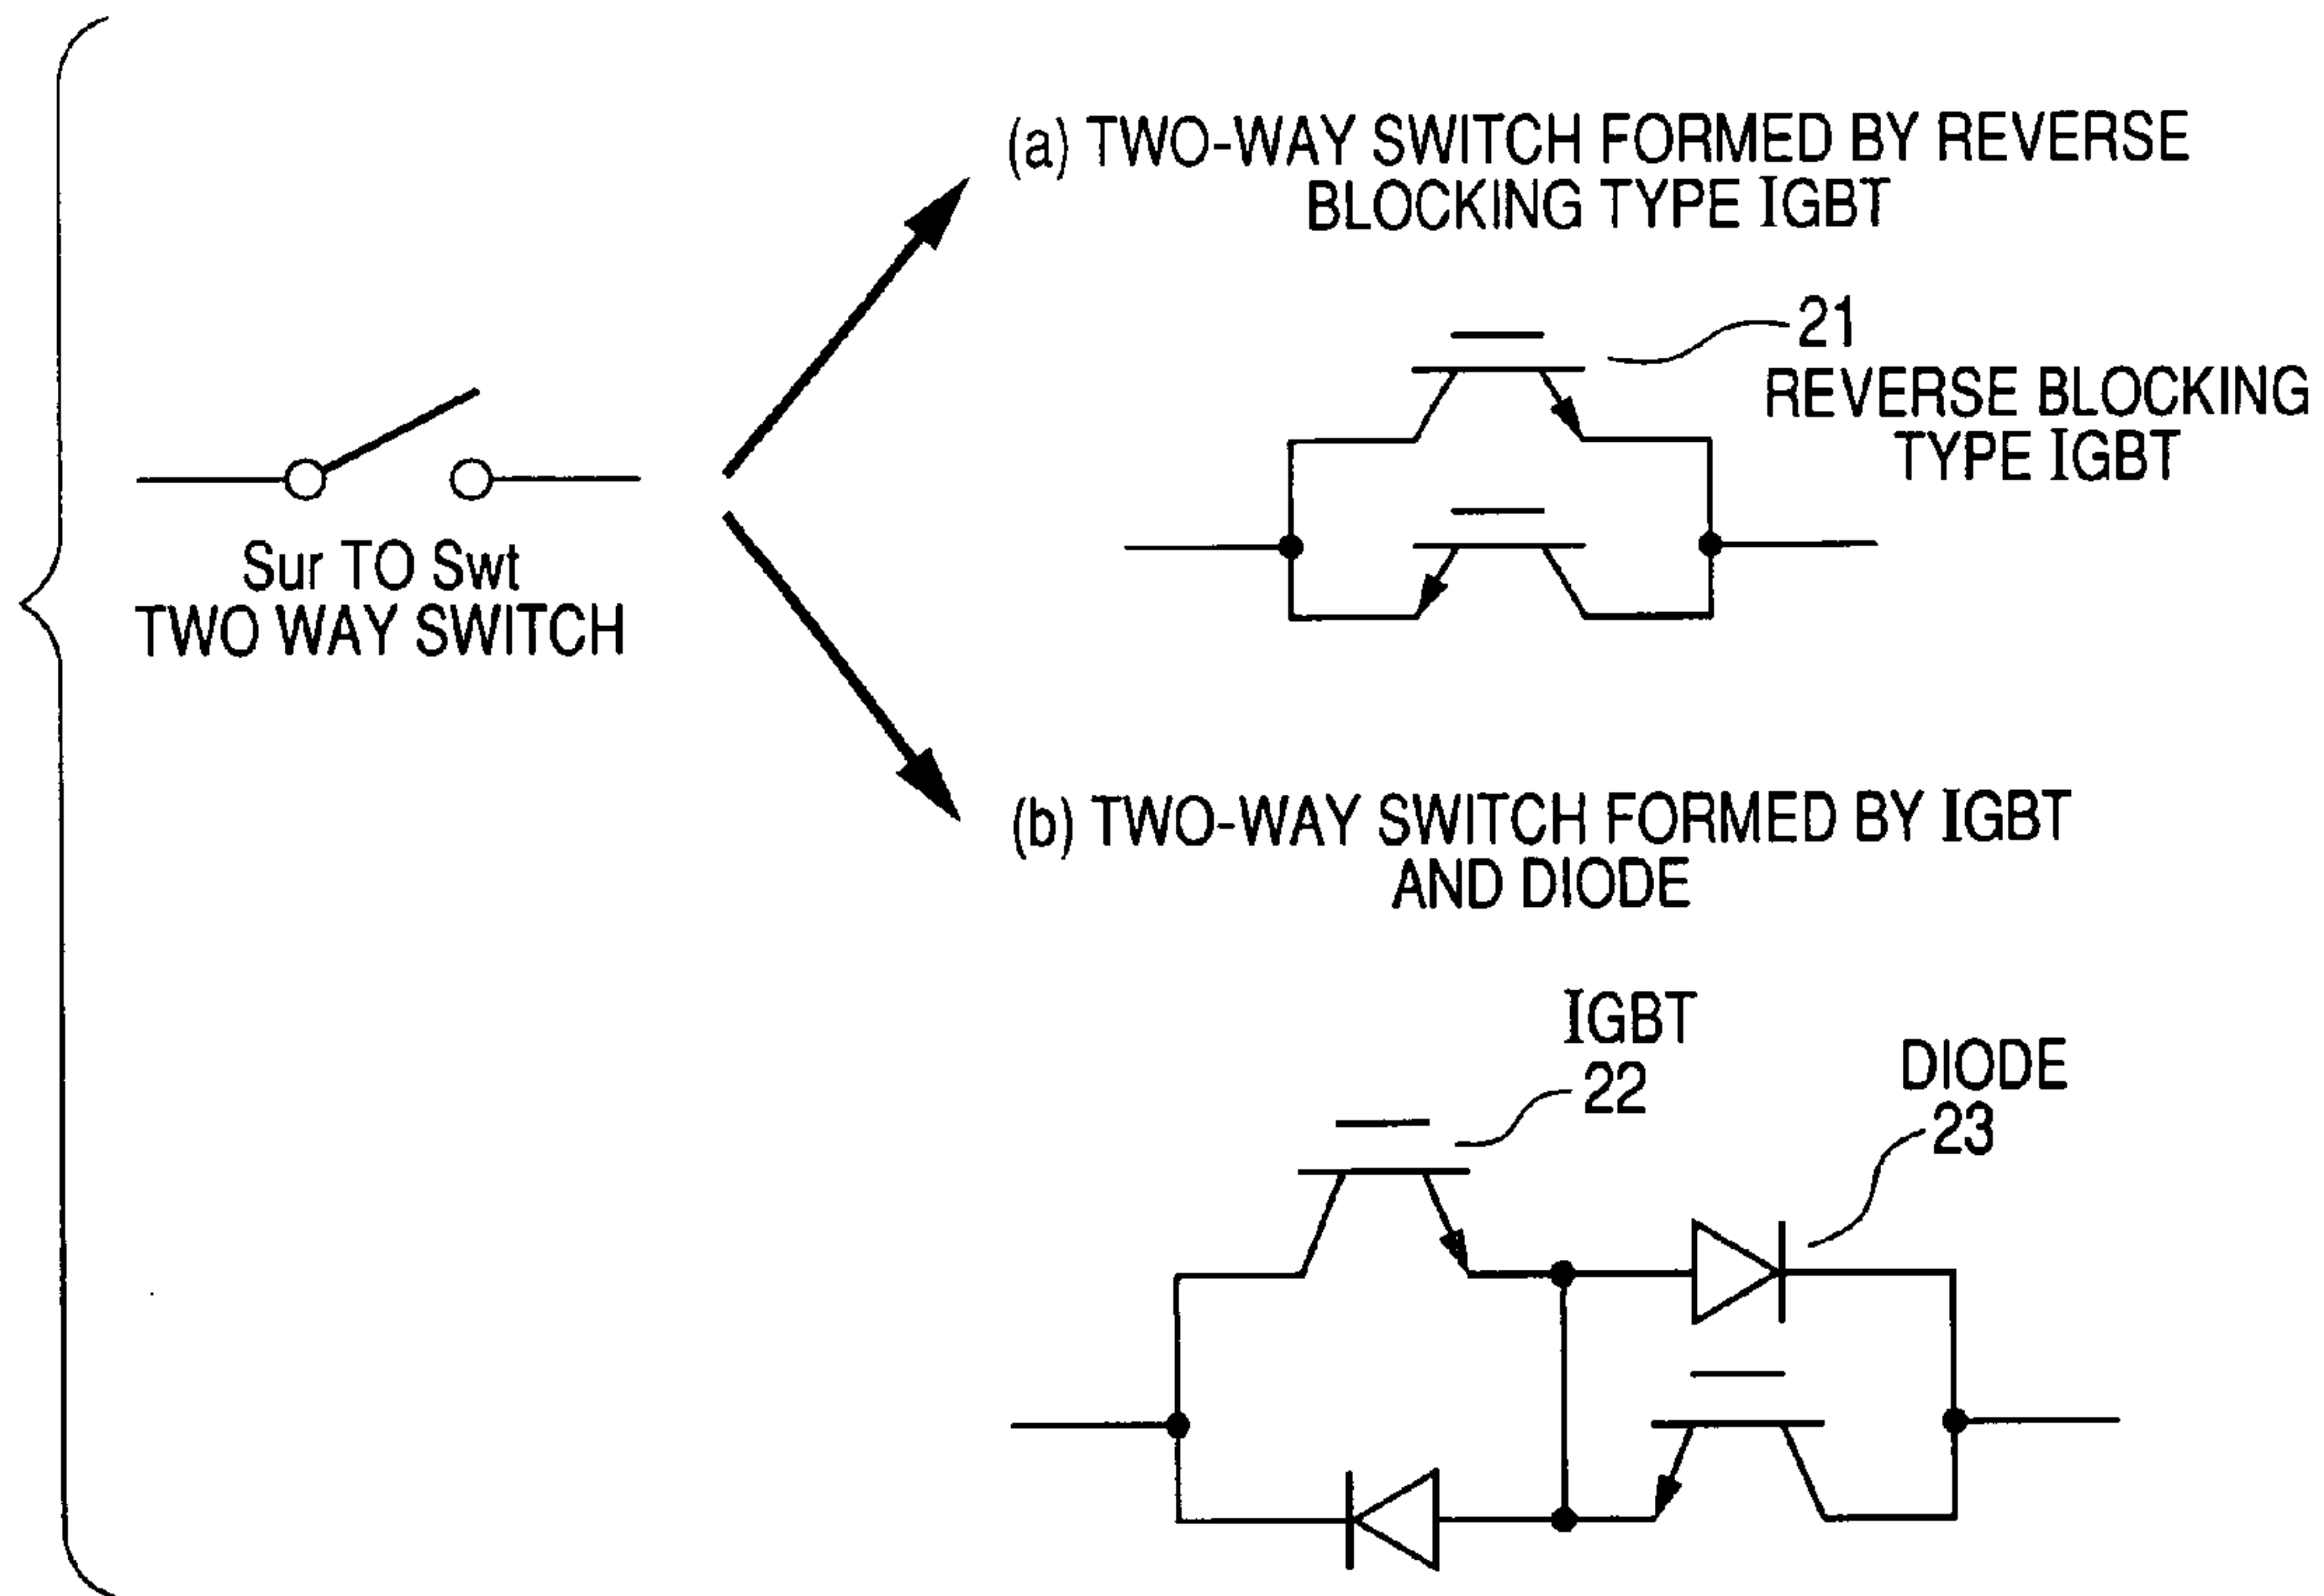 Sur TO Swt
TWO WAY SWITCH
(a) TWO-WAY SWITCH FORMED BY REVERSE
BLOCKING TYPE IGBT
21
REVERSE BLOCKING
TYPE IGBT
(b) TWO-WAY SWITCH FORMED BY IGBT
AND DIODE
IGBT
22
DIODE
23